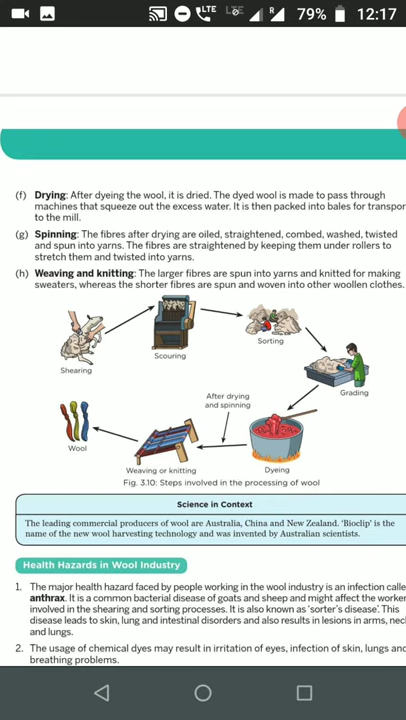 LTE LTE R 79% 12:17
(f) Drying: After dyeing the wool, it is dried. The dyed wool is made to pass through
machines that squeeze out the excess water. It is then packed into bales for transpor
to the mill.
(g) Spinning: The fibres after drying are oiled, straightened, combed, washed, twisted
and spun into yarns. The fibres are straightened by keeping them under rollers to
stretch them and twisted into yarns.
(h) Weaving and knitting: The larger fibres are spun into yarns and knitted for making
sweaters, whereas the shorter fibres are spun and woven into other woollen clothes.
Shearing
Scouring
Sorting
Grading
Wool
Weaving or knitting
After drying
and spinning
Dyeing
Fig. 3.10: Steps involved in the processing of wool
Science in Context
The leading commercial producers of wool are Australia, China and New Zealand. 'Bioclip' is the
name of the new wool harvesting technology and was invented by Australian scientists.
Health Hazards in Wool Industry
1. The major health hazard faced by people working in the wool industry is an infection calle
anthrax. It is a common bacterial disease of goats and sheep and might affect the worker
involved in the shearing and sorting processes. It is also known as 'sorter's disease'. This
disease leads to skin, lung and intestinal disorders and also results in lesions in arms, nec
and lungs.
2. The usage of chemical dyes may result in irritation of eyes, infection of skin, lungs and
breathing problems.